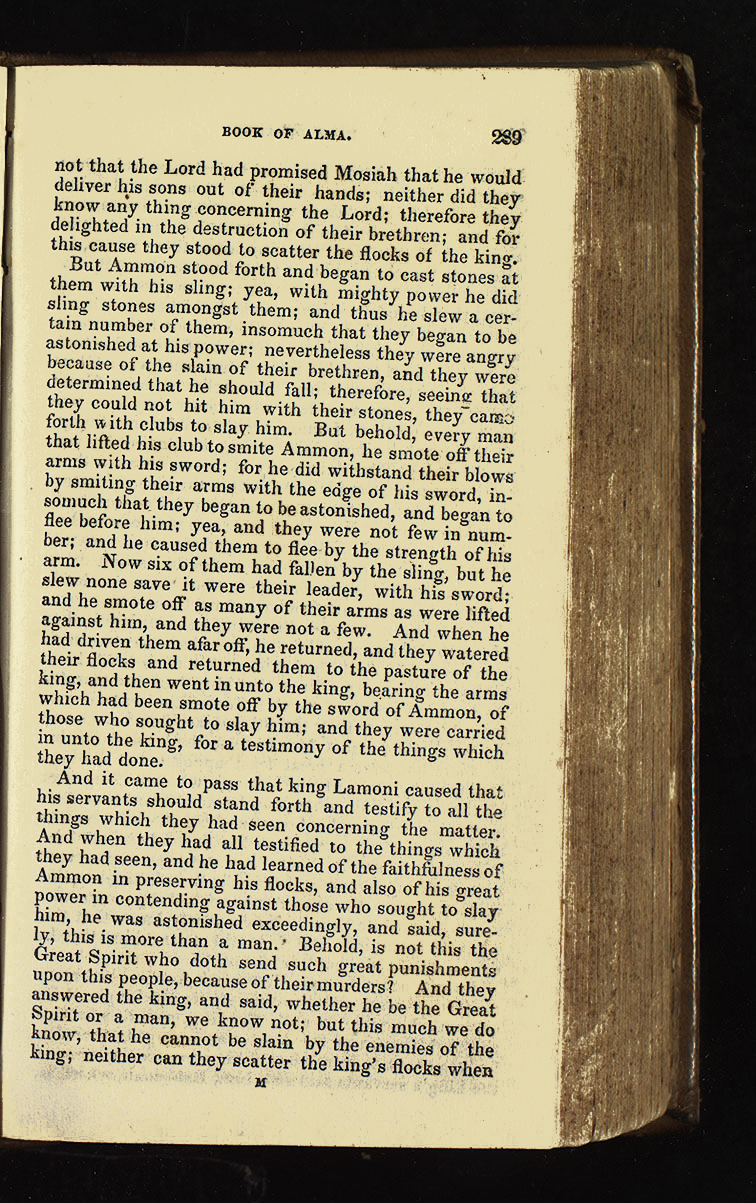 BOOK OF ALMA. 289
not that the Lord had promised Mosiah that he would
deliver his sons out of their hands; neither did they
know any thing concerning the Lord; therefore they
delighted in the destruction of their brethren; and for
this cause they stood to scatter the flocks of the king.
But Ammon stood forth and began to cast stones at
them with his sling; yea, with mighty power he did
sling stones amongst them; and thus he slew a cer-
tain number of them, insomuch that they began to be
astonished at his power; nevertheless they were angry
because of the slain of their brethren, and they were
determined that he should fall; therefore, seeing that
they could not hit him with their stones, they came
forth with clubs to slay him. But behold, every man
that lifted his club to smite Ammon, he smote off their
arms with his sword; for he did withstand their blows
by smiting their arms with the edge of his sword, in-
somuch that they began to be astonished, and began to
flee before him; yea, and they were not few in num-
ber; and he caused them to flee by the strength of his
arm. Now six of them had fallen by the sling, but he
slew none save it were their leader, with his sword;
and he smote off as many of their arms as were lifted
against him, and they were not a few. And when he
had driven them afar off, he returned, and they watered
their flocks and returned them to the pasture of the
king, and then went in unto the king, bearing the arms
which had been smote off by the sword of Ammon, of
those who sought to slay him; and they were carried
in unto the king, for a testimony of the things which
they had done.
And it came to pass that king Lamoni caused that
his servants should stand forth and testify to all the
things which they had seen concerning the matter.
And when they had all testified to the things which
they had seen, and he had learned of the faithfulness of
Ammon in preserving his flocks, and also of his great
power in contending against those who sought to slay
him, he was astonished exceedingly, and said, sure-
ly, this is more than a man. Behold, is not this the
Great Spirit who doth send such great punishments
upon this people, because of their murders? And they
answered the king, and said, whether he be the Great
Spirit or a man, we know not; but this much we do
know, that he cannot be slain by the enemies of the
king; neither can they scatter the king's flocks when
M